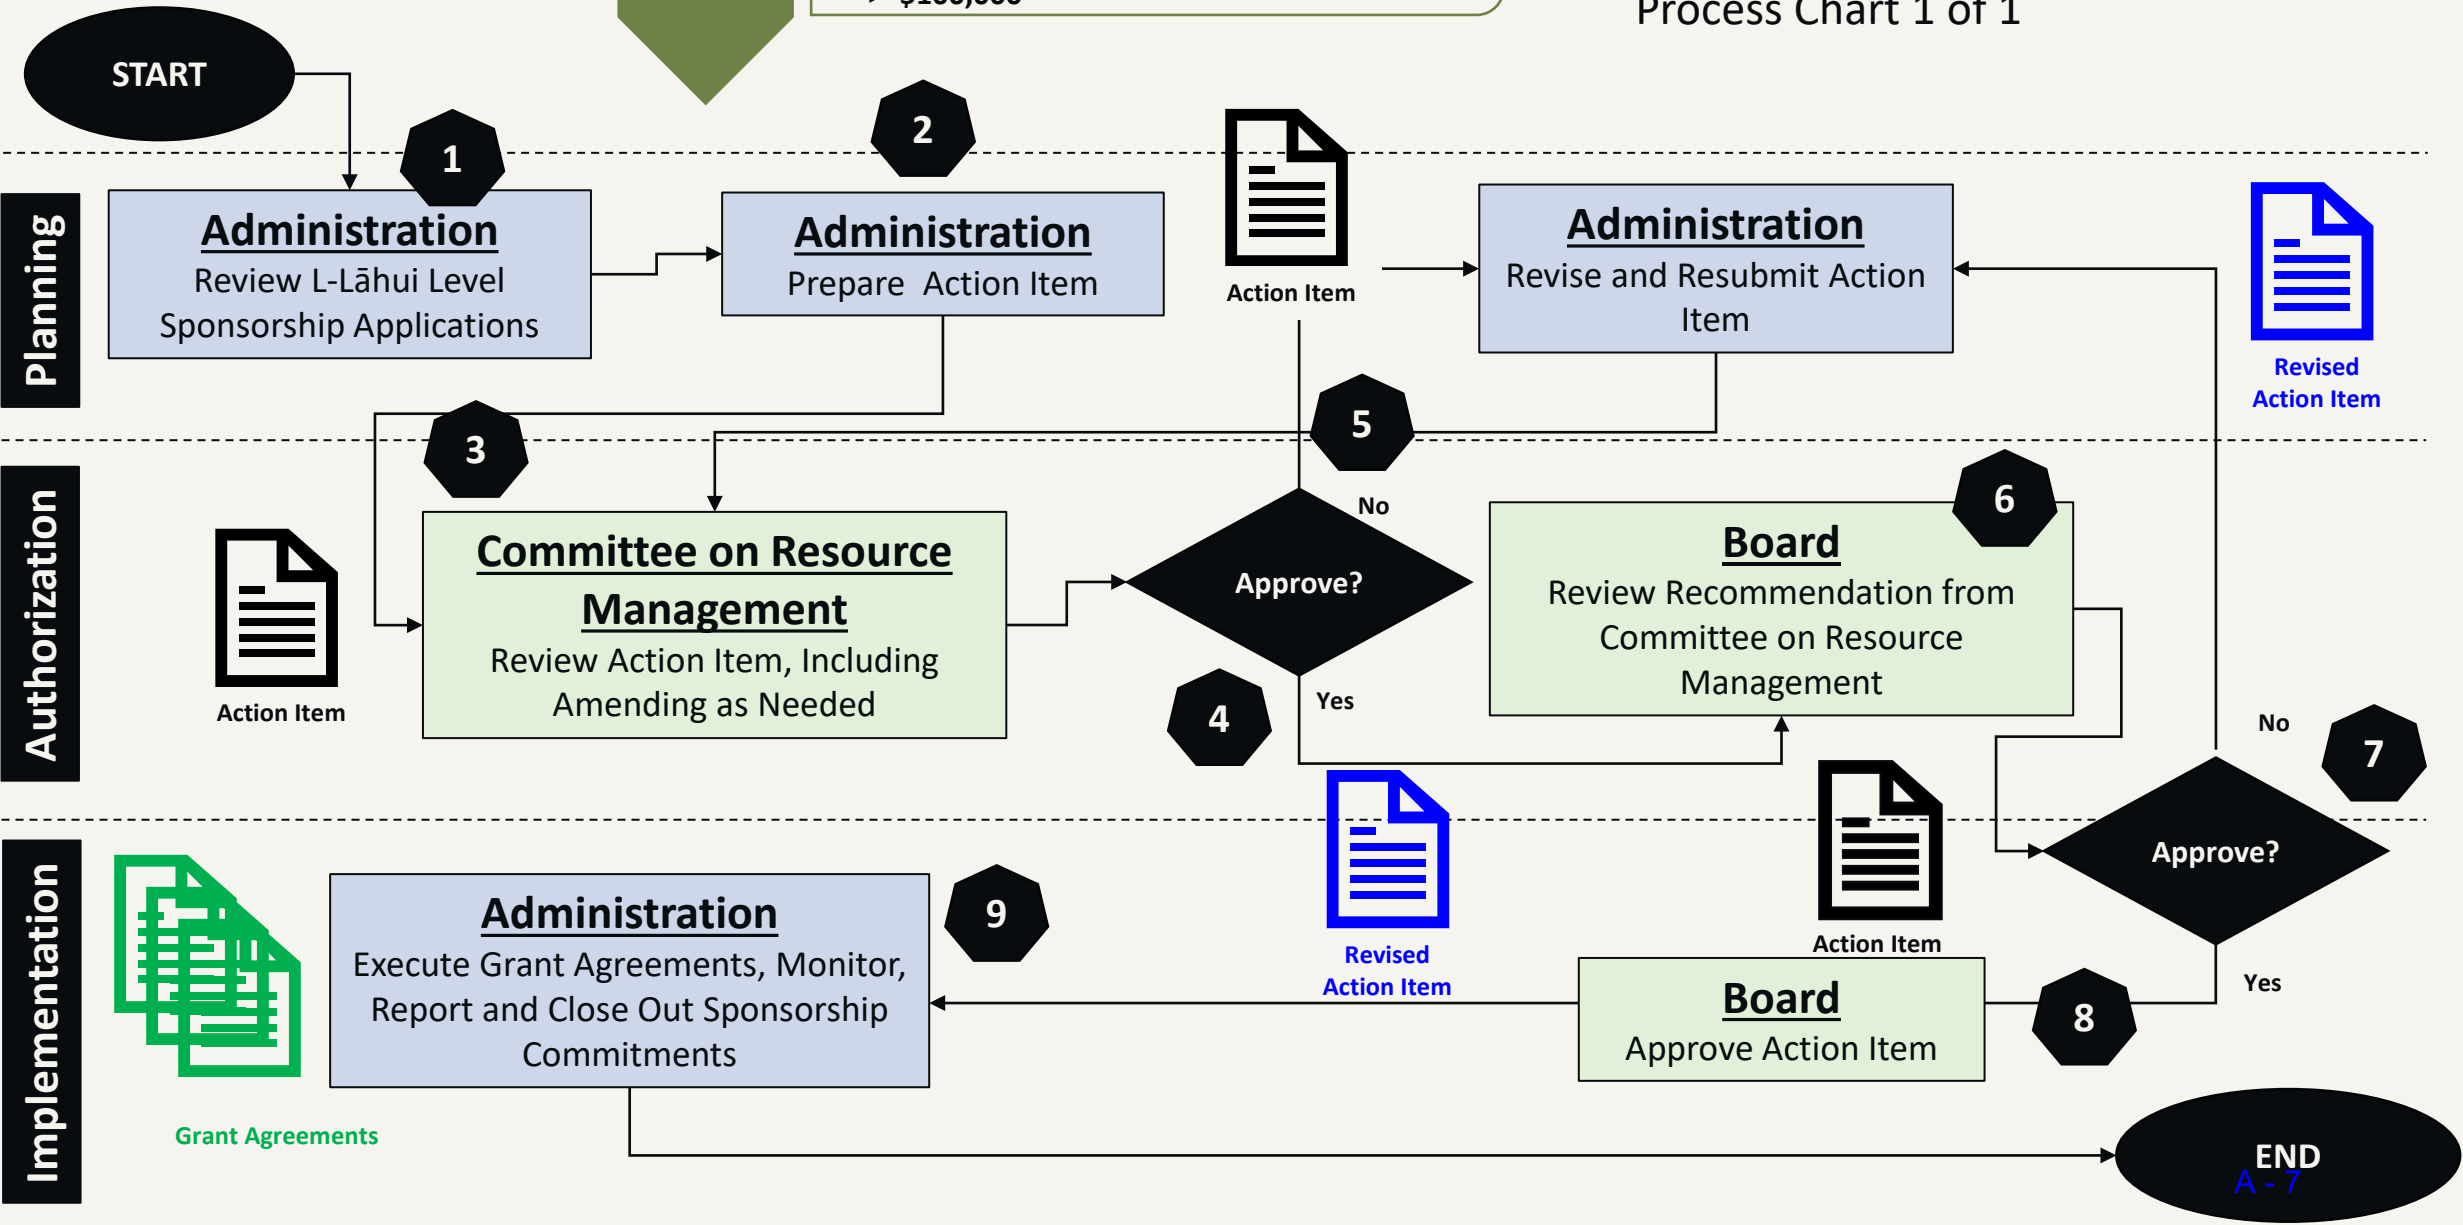 $100,000
Process Chart 1 of 1
START
1
2
Planning
Administration
Review L-Lāhui Level
Sponsorship Applications
Administration
Prepare Action Item
Action Item
Administration
Revise and Resubmit Action
Item
Revised
Action Item
3
5
Authorization
Action Item
Committee on Resource
Management
Review Action Item, Including
Amending as Needed
No
Approve?
4
Yes
6
Board
Review Recommendation from
Committee on Resource
Management
No
7
Approve?
Yes
Implementation
Grant Agreements
Administration
Execute Grant Agreements, Monitor,
Report and Close Out Sponsorship
Commitments
9
Revised
Action Item
Action Item
Board
Approve Action Item
8
END
A - 7